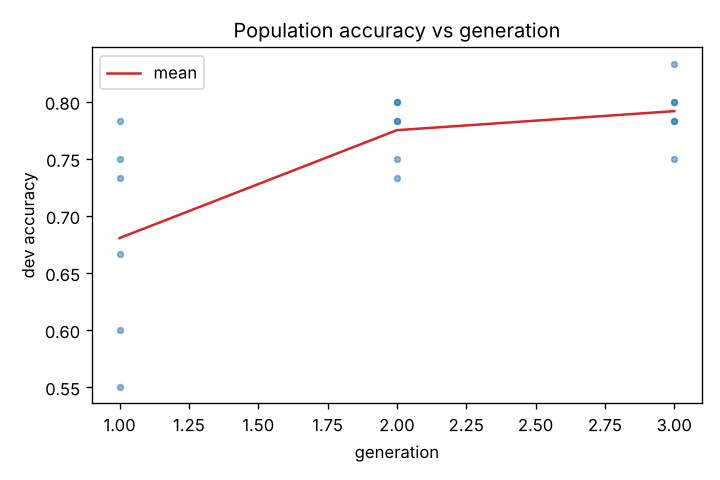 Population accuracy vs generation
mean
dev accuracy
0.80
0.75
0.70
0.65
0.60
0.55
1.00 1.25 1.50 1.75 2.00 2.25 2.50 2.75 3.00
generation